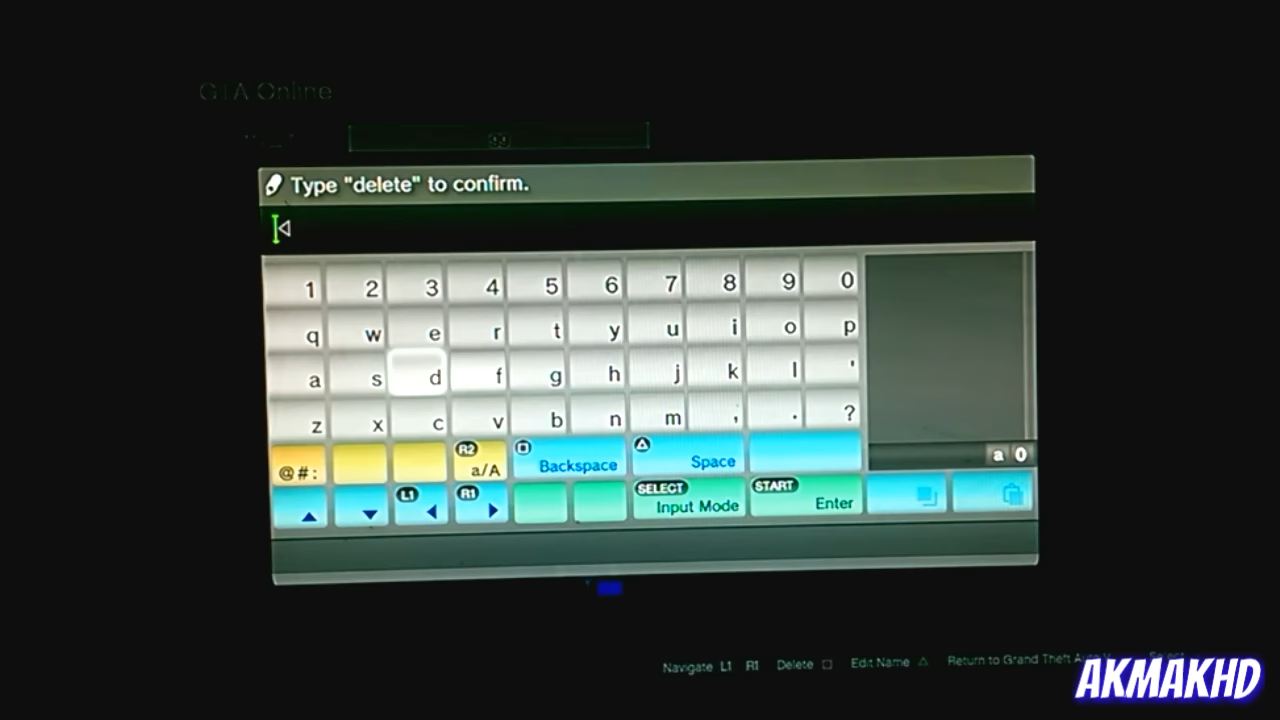 GTA Online
Type "delete" to confirm.
1 2 3 4 5 6 7 8 9 0
q w e r t y u i o p
a s d f g h j k l '
z x c v b n m , . ?
@#: R2 a/A Backspace Space
a 0
L1 R1 SELECT Input Mode START Enter
Navigate L1 R1 Delete □ Edit Name △ Return to Grand Theft Auto V Select
AKMAKHD